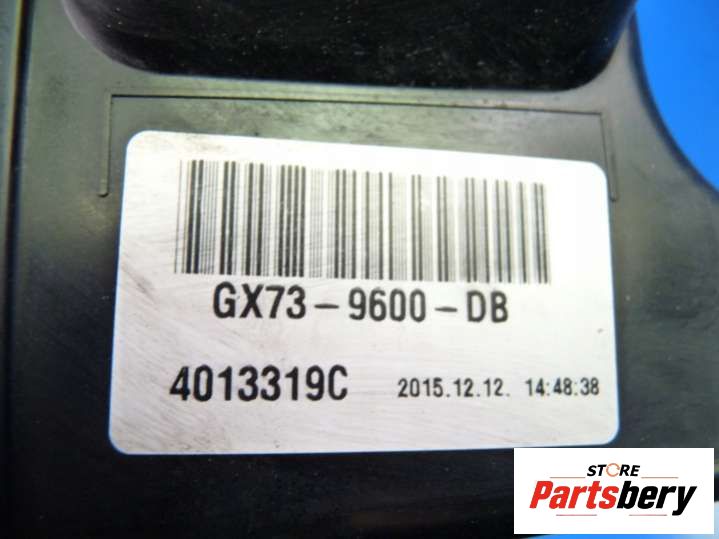 GX73-9600-DB
4013319C 2015.12.12. 14:48:38
STORE
Partsbery